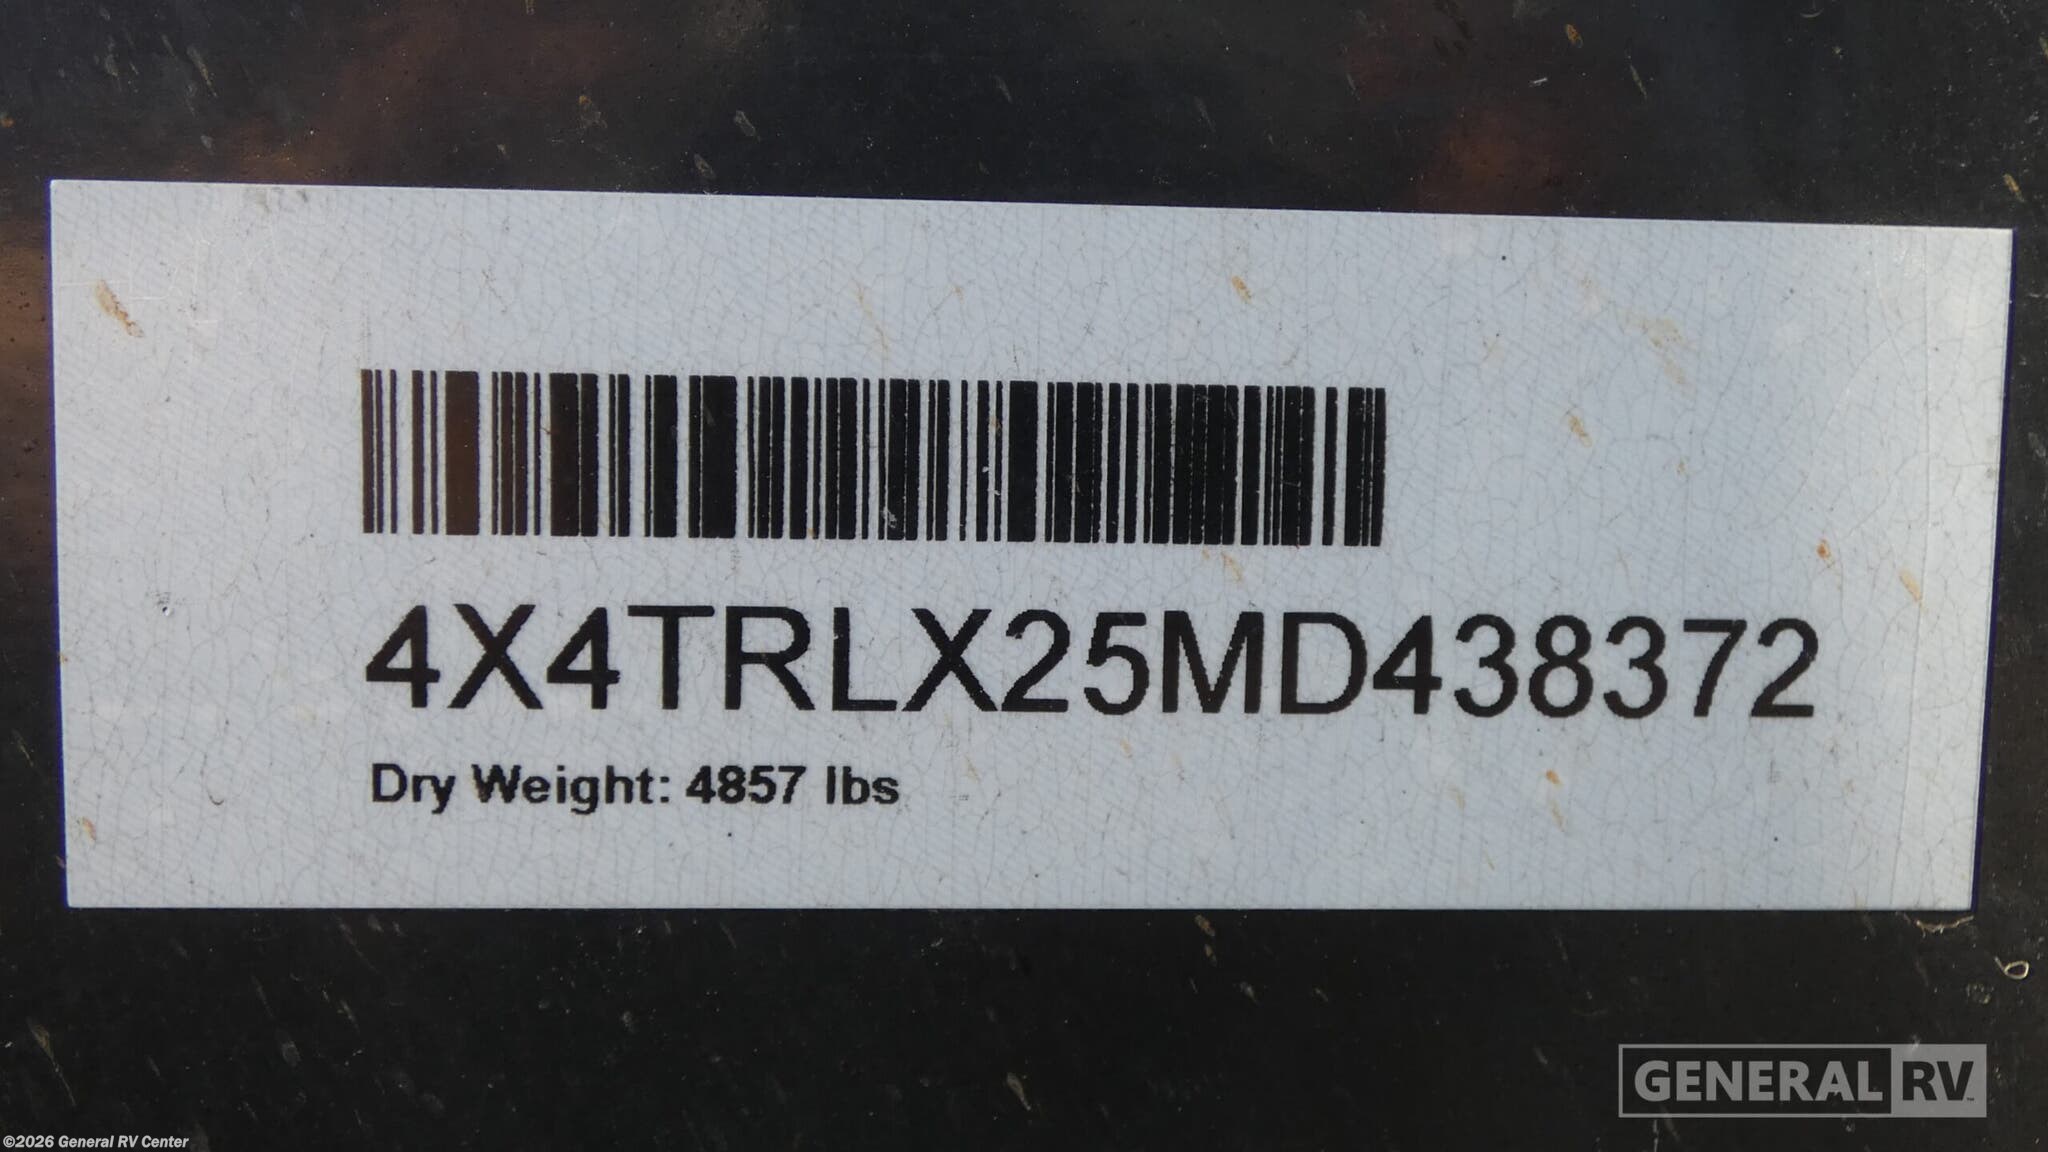 4X4TRLX25MD438372
Dry Weight: 4857 lbs
GENERAL RV
©2026 General RV Center